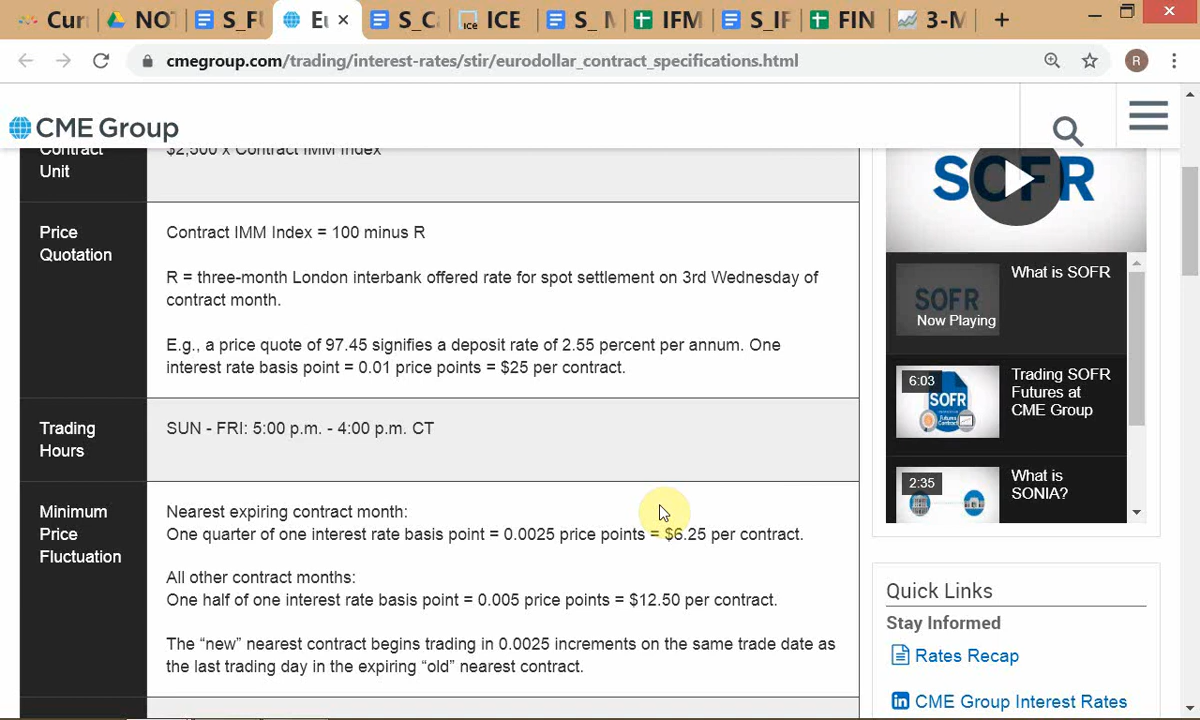 Cur
NOT
S_FU
Eu
S_C
ice ICE
S_ M
IFM
S_IF
FIN
3-M
cmegroup.com/trading/interest-rates/stir/eurodollar_contract_specifications.html
R
CME Group
Contract
Unit
$2,500 x Contract IMM Index
Price
Quotation
Contract IMM Index = 100 minus R
R = three-month London interbank offered rate for spot settlement on 3rd Wednesday of
contract month.
E.g., a price quote of 97.45 signifies a deposit rate of 2.55 percent per annum. One
interest rate basis point = 0.01 price points = $25 per contract.
Trading
Hours
SUN - FRI: 5:00 p.m. - 4:00 p.m. CT
Minimum
Price
Fluctuation
Nearest expiring contract month:
One quarter of one interest rate basis point = 0.0025 price points = $6.25 per contract.
All other contract months:
One half of one interest rate basis point = 0.005 price points = $12.50 per contract.
The “new” nearest contract begins trading in 0.0025 increments on the same trade date as
the last trading day in the expiring “old” nearest contract.
SOFR
SOFR
Now Playing
What is SOFR
6:03
SOFR
Trading SOFR
Futures at
CME Group
2:35
What is
SONIA?
Quick Links
Stay Informed
Rates Recap
in CME Group Interest Rates